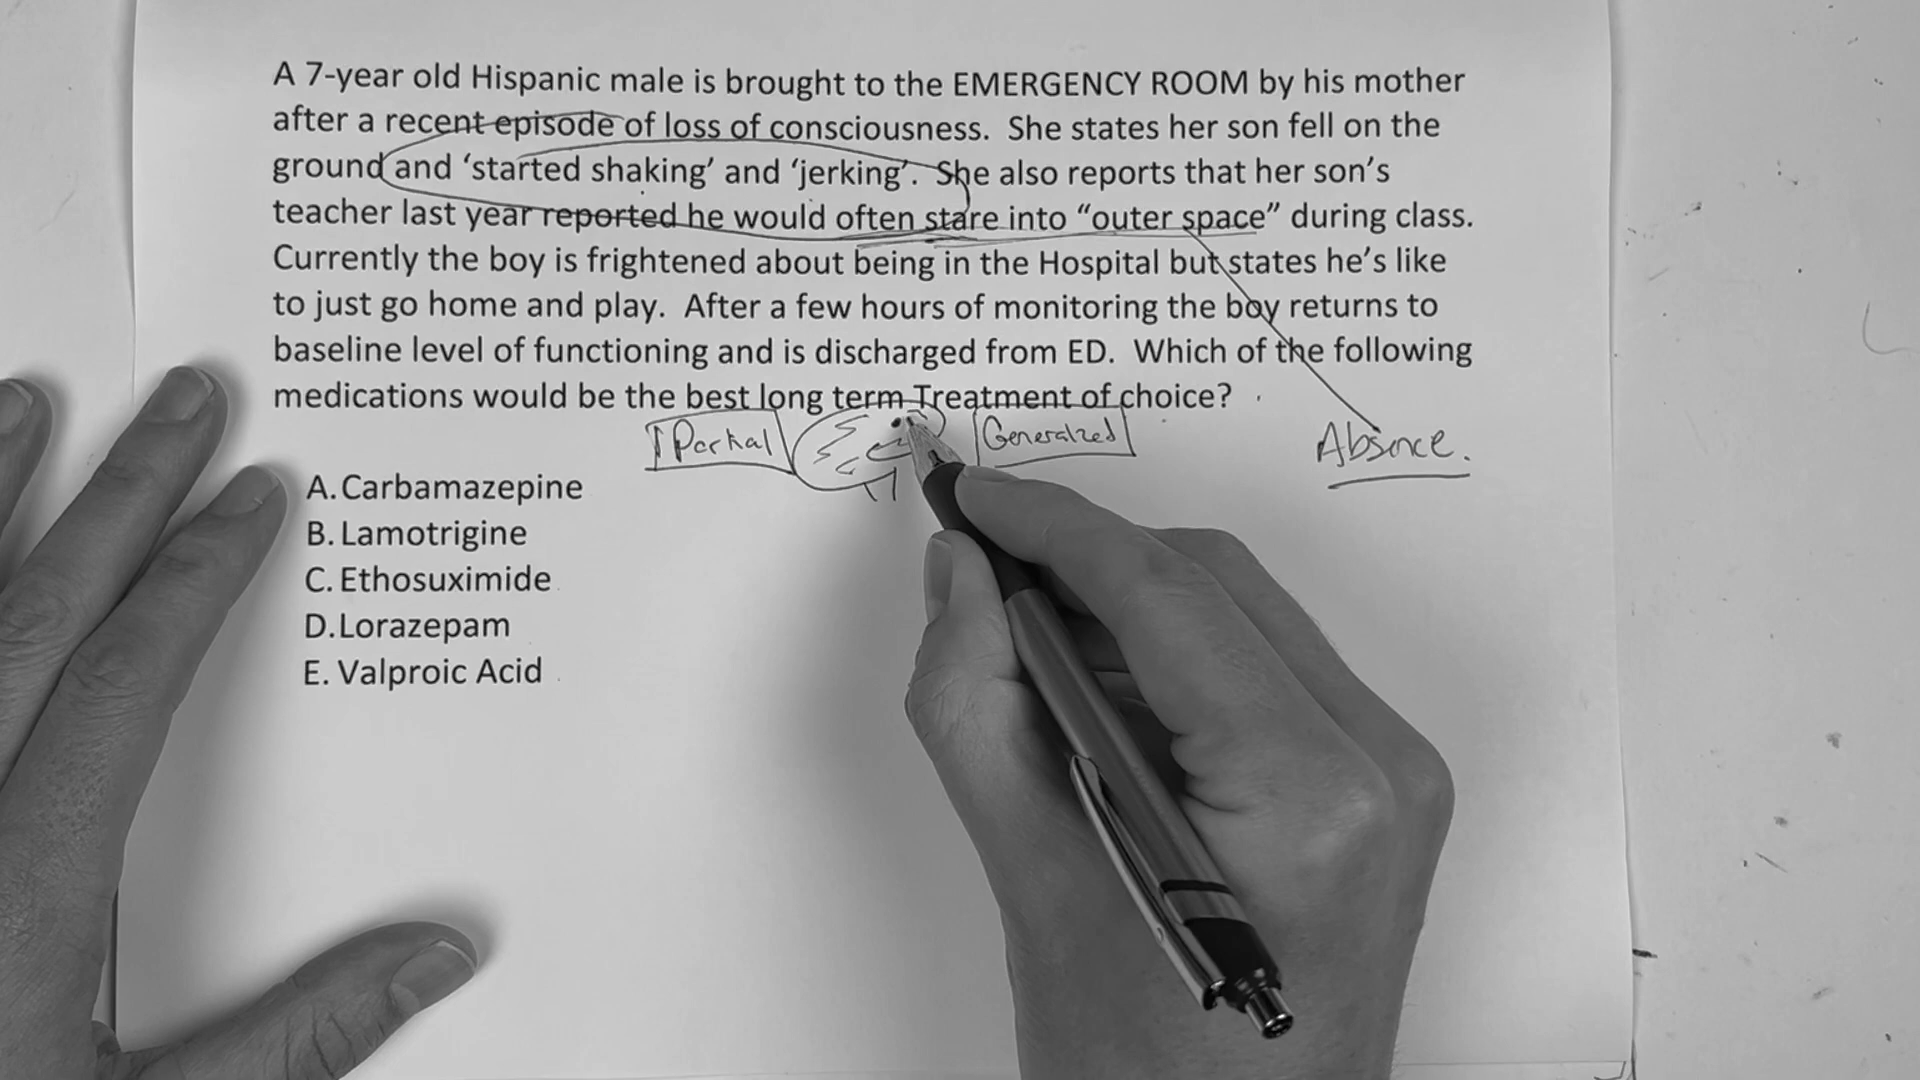 A 7-year old Hispanic male is brought to the EMERGENCY ROOM by his mother
after a recent episode of loss of consciousness. She states her son fell on the
ground and ‘started shaking’ and ‘jerking’. She also reports that her son’s
teacher last year reported he would often stare into “outer space” during class.
Currently the boy is frightened about being in the Hospital but states he’s like
to just go home and play. After a few hours of monitoring the boy returns to
baseline level of functioning and is discharged from ED. Which of the following
medications would be the best long term Treatment of choice?
Partial Generalzed Absence.
A. Carbamazepine
B. Lamotrigine
C. Ethosuximide
D. Lorazepam
E. Valproic Acid